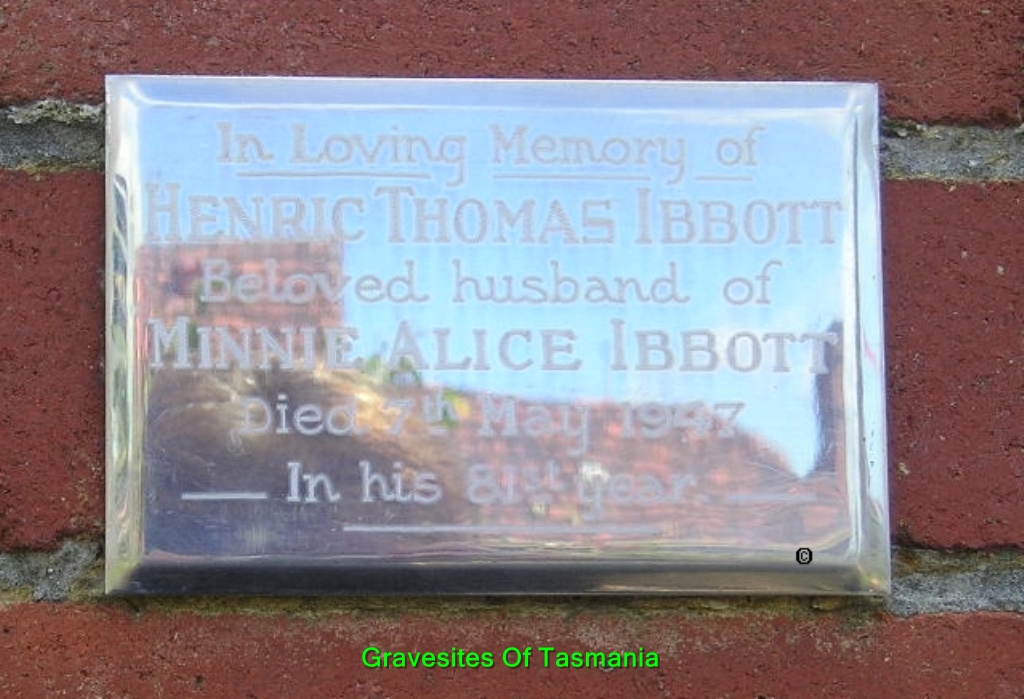 In Loving Memory of
HENRIC THOMAS IBBOTT
Beloved husband of
MINNIE ALICE IBBOTT
Died 7th May 1947
In his 81st year.
©
Gravesites Of Tasmania